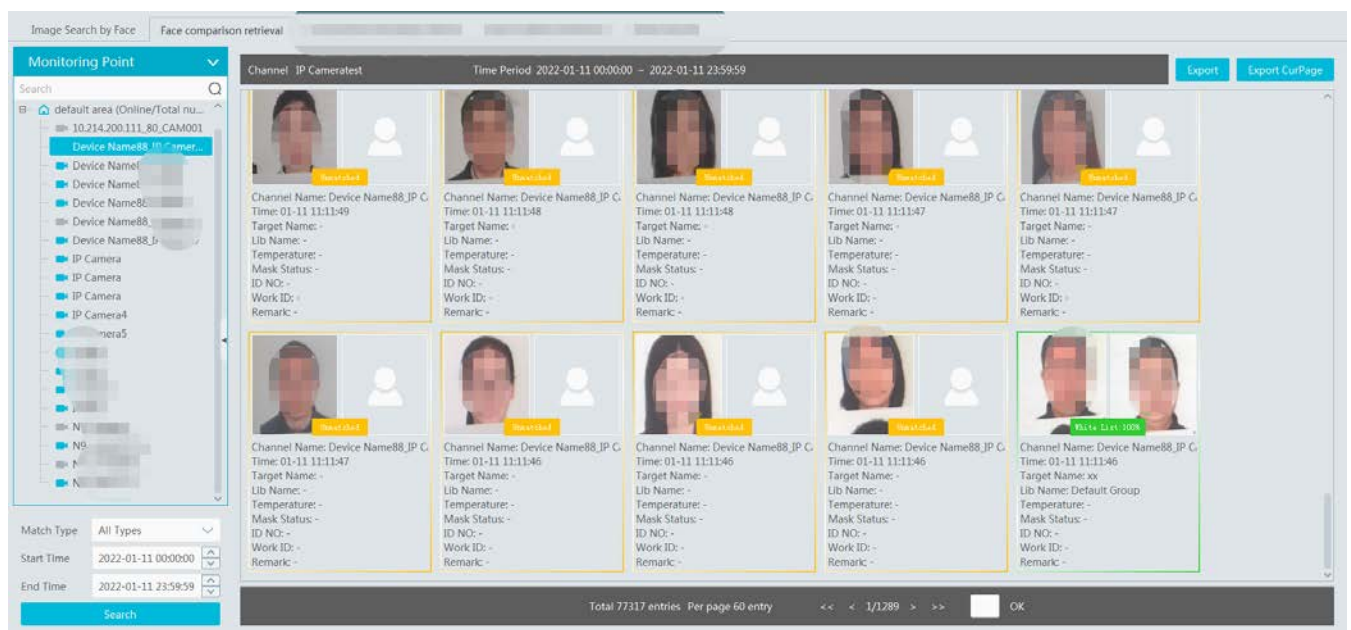 Image Search by Face
Face comparison retrieval
Monitoring Point
Search
default area (Online/Total nu...
10.214.200.111_80_CAM001
Device Name88_IP Camer...
Device Name
Device Name
Device Name88
Device Name88_
Device Name88_I
IP Camera
IP Camera
IP Camera
IP Camera4
mera5
N
N9
N
N
Match Type All Types
Start Time 2022-01-11 00:00:00
End Time 2022-01-11 23:59:59
Search
Channel IP Cameratest Time Period 2022-01-11 00:00:00 - 2022-01-11 23:59:59
Export
Export CurPage
Unmatched
Channel Name: Device Name88_IP C
Time: 01-11 11:11:49
Target Name: -
Lib Name: -
Temperature: -
Mask Status: -
ID NO: -
Work ID: -
Remark: -
Unmatched
Channel Name: Device Name88_IP C
Time: 01-11 11:11:48
Target Name: -
Lib Name: -
Temperature: -
Mask Status: -
ID NO: -
Work ID: -
Remark: -
Unmatched
Channel Name: Device Name88_IP C
Time: 01-11 11:11:48
Target Name: -
Lib Name: -
Temperature: -
Mask Status: -
ID NO: -
Work ID: -
Remark: -
Unmatched
Channel Name: Device Name88_IP C
Time: 01-11 11:11:47
Target Name: -
Lib Name: -
Temperature: -
Mask Status: -
ID NO: -
Work ID: -
Remark: -
Unmatched
Channel Name: Device Name88_IP C
Time: 01-11 11:11:47
Target Name: -
Lib Name: -
Temperature: -
Mask Status: -
ID NO: -
Work ID: -
Remark: -
Unmatched
Channel Name: Device Name88_IP C
Time: 01-11 11:11:47
Target Name: -
Lib Name: -
Temperature: -
Mask Status: -
ID NO: -
Work ID: -
Remark: -
Unmatched
Channel Name: Device Name88_IP C
Time: 01-11 11:11:46
Target Name: -
Lib Name: -
Temperature: -
Mask Status: -
ID NO: -
Work ID: -
Remark: -
Unmatched
Channel Name: Device Name88_IP C
Time: 01-11 11:11:46
Target Name: -
Lib Name: -
Temperature: -
Mask Status: -
ID NO: -
Work ID: -
Remark: -
Unmatched
Channel Name: Device Name88_IP C
Time: 01-11 11:11:46
Target Name: -
Lib Name: -
Temperature: -
Mask Status: -
ID NO: -
Work ID: -
Remark: -
White List:100%
Channel Name: Device Name88_IP C
Time: 01-11 11:11:46
Target Name: xx
Lib Name: Default Group
Temperature: -
Mask Status: -
ID NO: -
Work ID: -
Remark: -
Total 77317 entries Per page 60 entry << < 1/1289 > >> OK